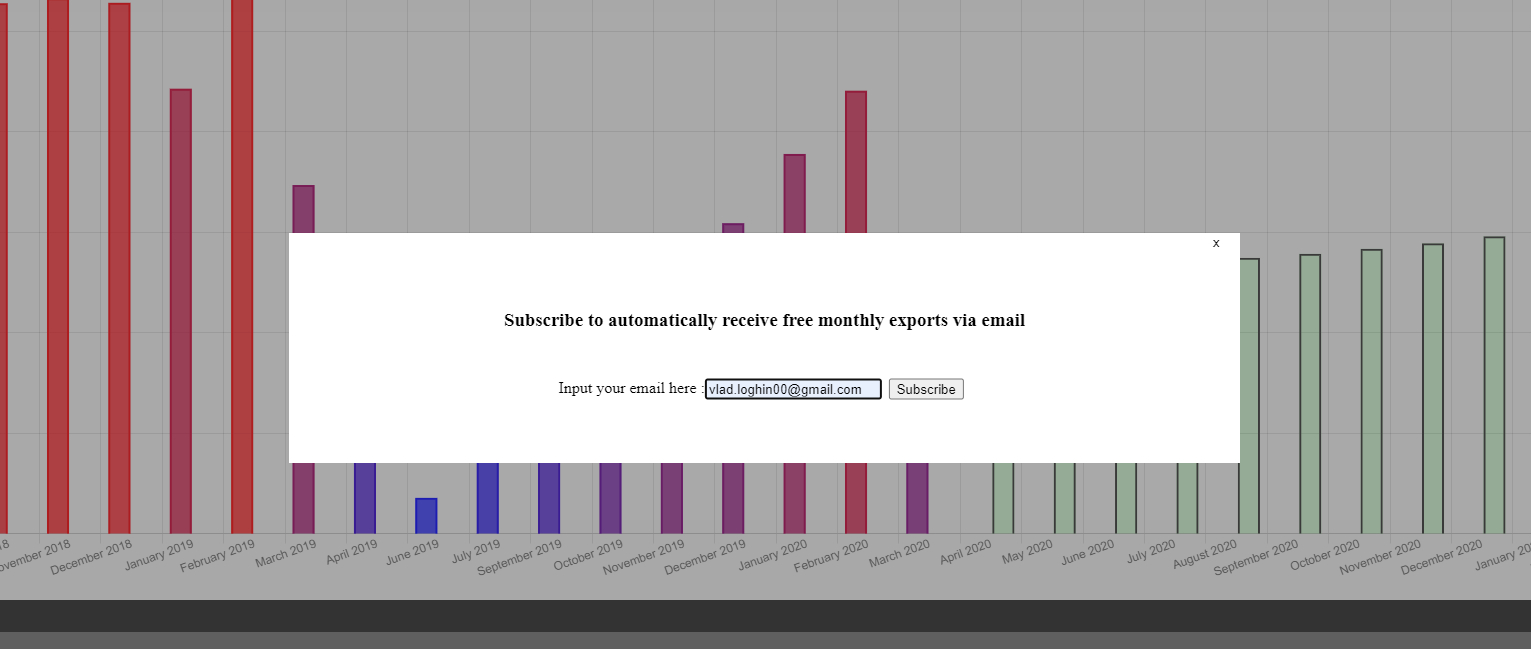 x
Subscribe to automatically receive free monthly exports via email
Input your email here : vlad.loghin00@gmail.com Subscribe
18 November 2018 December 2018 January 2019 February 2019 March 2019 April 2019 June 2019 July 2019 September 2019 October 2019 November 2019 December 2019 January 2020 February 2020 March 2020 April 2020 May 2020 June 2020 July 2020 August 2020 September 2020 October 2020 November 2020 December 2020 January 20